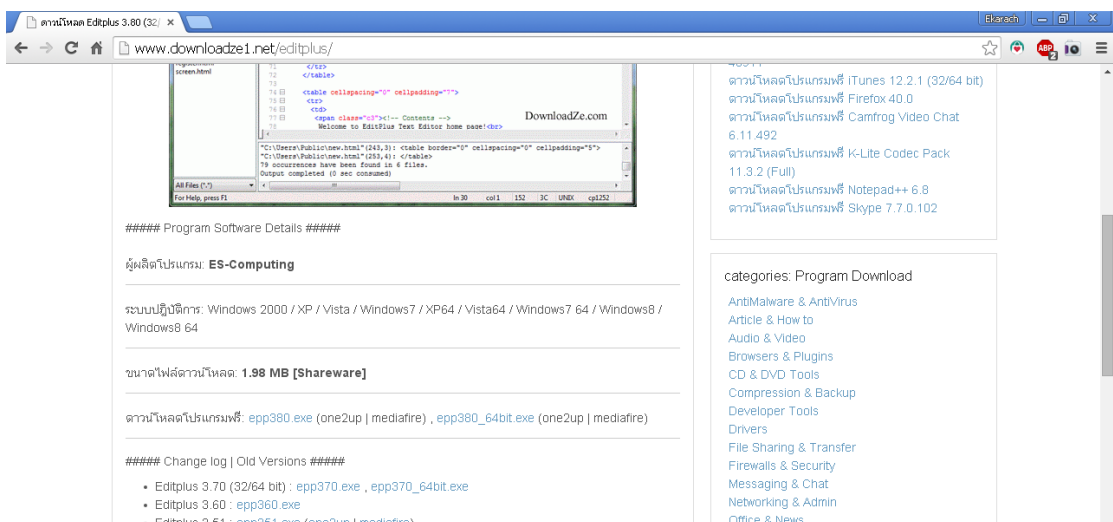 ดาวน์โหลด Editplus 3.80 (32/
Ekarach
www.downloadze1.net/editplus/
screen.html
71 </tr>
72 </table>
73
74 <table cellspacing="0" cellpadding="7">
75 <tr>
76 <td>
77 <span class="c3"><!-- Contents -->
78 Welcome to EditPlus Text Editor home page!<br>
DownloadZe.com
"C:\Users\Public\new.html"(243,3): <table border="0" cellspacing="0" cellpadding="5">
"C:\Users\Public\new.html"(253,4): </table>
79 occurrences have been found in 6 files.
Output completed (0 sec consumed)
All Files (*.*)
For Help, press F1 ln 30 col 1 152 3C UNIX cp1252
##### Program Software Details #####
ผู้ผลิตโปรแกรม: ES-Computing
ระบบปฎิบัติการ: Windows 2000 / XP / Vista / Windows7 / XP64 / Vista64 / Windows7 64 / Windows8 /
Windows8 64
ขนาดไฟล์ดาวน์โหลด: 1.98 MB [Shareware]
ดาวน์โหลดโปรแกรมฟรี: epp380.exe (one2up | mediafire) , epp380_64bit.exe (one2up | mediafire)
##### Change log | Old Versions #####
Editplus 3.70 (32/64 bit) : epp370.exe , epp370_64bit.exe
Editplus 3.60 : epp360.exe
Editplus 3.51 : epp351.exe (one2up | mediafire)
ดาวน์โหลดโปรแกรมฟรี iTunes 12.2.1 (32/64 bit)
ดาวน์โหลดโปรแกรมฟรี Firefox 40.0
ดาวน์โหลดโปรแกรมฟรี Camfrog Video Chat
6.11.492
ดาวน์โหลดโปรแกรมฟรี K-Lite Codec Pack
11.3.2 (Full)
ดาวน์โหลดโปรแกรมฟรี Notepad++ 6.8
ดาวน์โหลดโปรแกรมฟรี Skype 7.7.0.102
categories: Program Download
AntiMalware & AntiVirus
Article & How to
Audio & Video
Browsers & Plugins
CD & DVD Tools
Compression & Backup
Developer Tools
Drivers
File Sharing & Transfer
Firewalls & Security
Messaging & Chat
Networking & Admin
Office & News